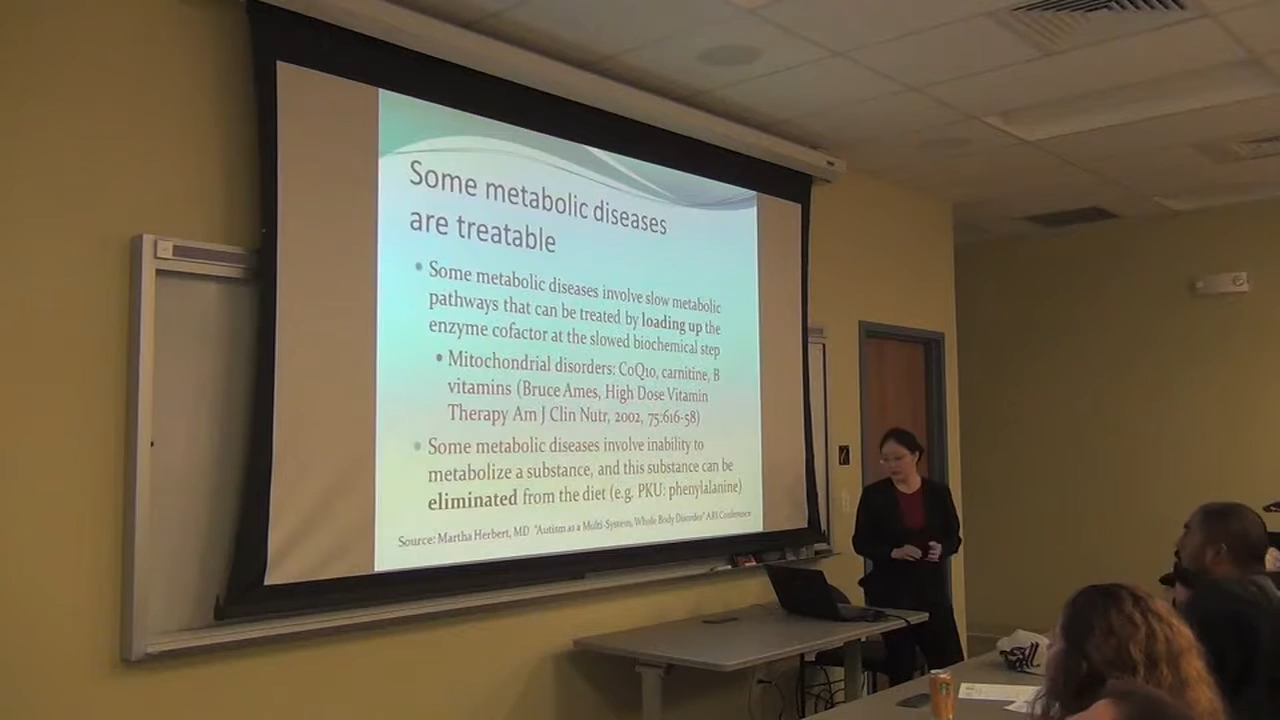 Some metabolic diseases
are treatable
• Some metabolic diseases involve slow metabolic
pathways that can be treated by loading up the
enzyme cofactor at the slowed biochemical step
• Mitochondrial disorders: CoQ10, carnitine, B
vitamins (Bruce Ames, High Dose Vitamin
Therapy Am J Clin Nutr, 2002, 75:616-58)
• Some metabolic diseases involve inability to
metabolize a substance, and this substance can be
eliminated from the diet (e.g. PKU: phenylalanine)
Source: Martha Herbert, MD "Autism as a Multi-System, Whole Body Disorder" ARI Conference